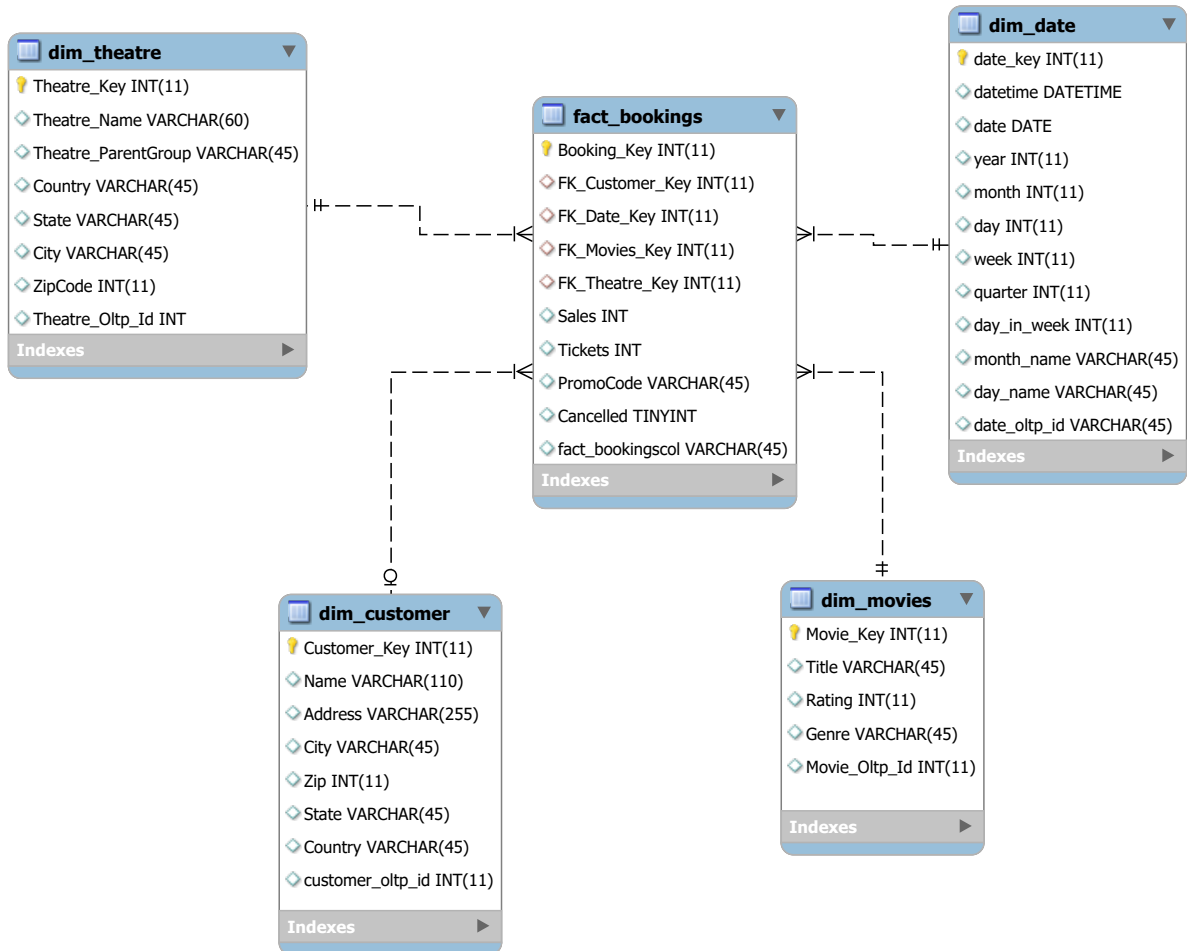 dim_theatre
Theatre_Key INT(11)
Theatre_Name VARCHAR(60)
Theatre_ParentGroup VARCHAR(45)
Country VARCHAR(45)
State VARCHAR(45)
City VARCHAR(45)
ZipCode INT(11)
Theatre_Oltp_Id INT
Indexes
fact_bookings
Booking_Key INT(11)
FK_Customer_Key INT(11)
FK_Date_Key INT(11)
FK_Movies_Key INT(11)
FK_Theatre_Key INT(11)
Sales INT
Tickets INT
PromoCode VARCHAR(45)
Cancelled TINYINT
fact_bookingscol VARCHAR(45)
Indexes
dim_date
date_key INT(11)
datetime DATETIME
date DATE
year INT(11)
month INT(11)
day INT(11)
week INT(11)
quarter INT(11)
day_in_week INT(11)
month_name VARCHAR(45)
day_name VARCHAR(45)
date_oltp_id VARCHAR(45)
Indexes
dim_customer
Customer_Key INT(11)
Name VARCHAR(110)
Address VARCHAR(255)
City VARCHAR(45)
Zip INT(11)
State VARCHAR(45)
Country VARCHAR(45)
customer_oltp_id INT(11)
Indexes
dim_movies
Movie_Key INT(11)
Title VARCHAR(45)
Rating INT(11)
Genre VARCHAR(45)
Movie_Oltp_Id INT(11)
Indexes